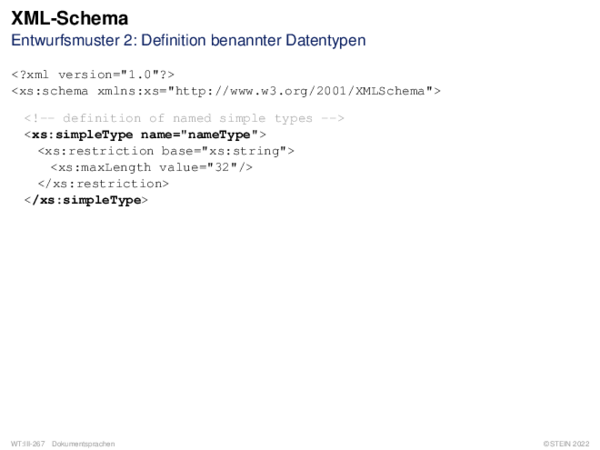 XML-Schema
Entwurfsmuster 2: Definition benannter Datentypen
<?xml version="1.0"?>
<xs:schema xmlns:xs="http://www.w3.org/2001/XMLSchema">
<!-- definition of named simple types -->
<xs:simpleType name="nameType">
<xs:restriction base="xs:string">
<xs:maxLength value="32"/>
</xs:restriction>
</xs:simpleType>
WT:III-267 Dokumentsprachen ©STEIN 2022